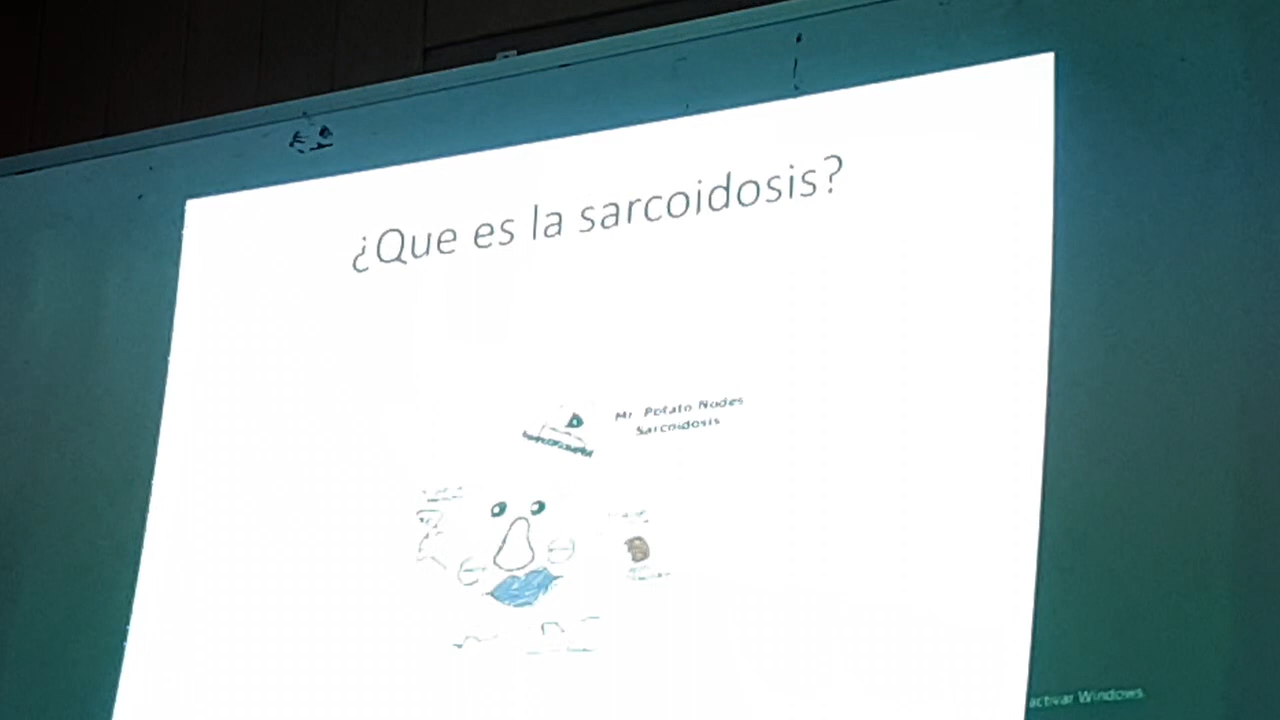 ¿Que es la sarcoidosis?
Mr. Potato Nodes
Sarcoidosis
activar Windows